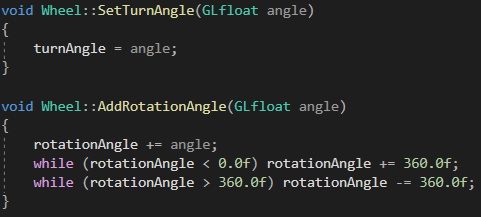 void Wheel::SetTurnAngle(GLfloat angle)
{
    turnAngle = angle;
}

void Wheel::AddRotationAngle(GLfloat angle)
{
    rotationAngle += angle;
    while (rotationAngle < 0.0f) rotationAngle += 360.0f;
    while (rotationAngle > 360.0f) rotationAngle -= 360.0f;
}